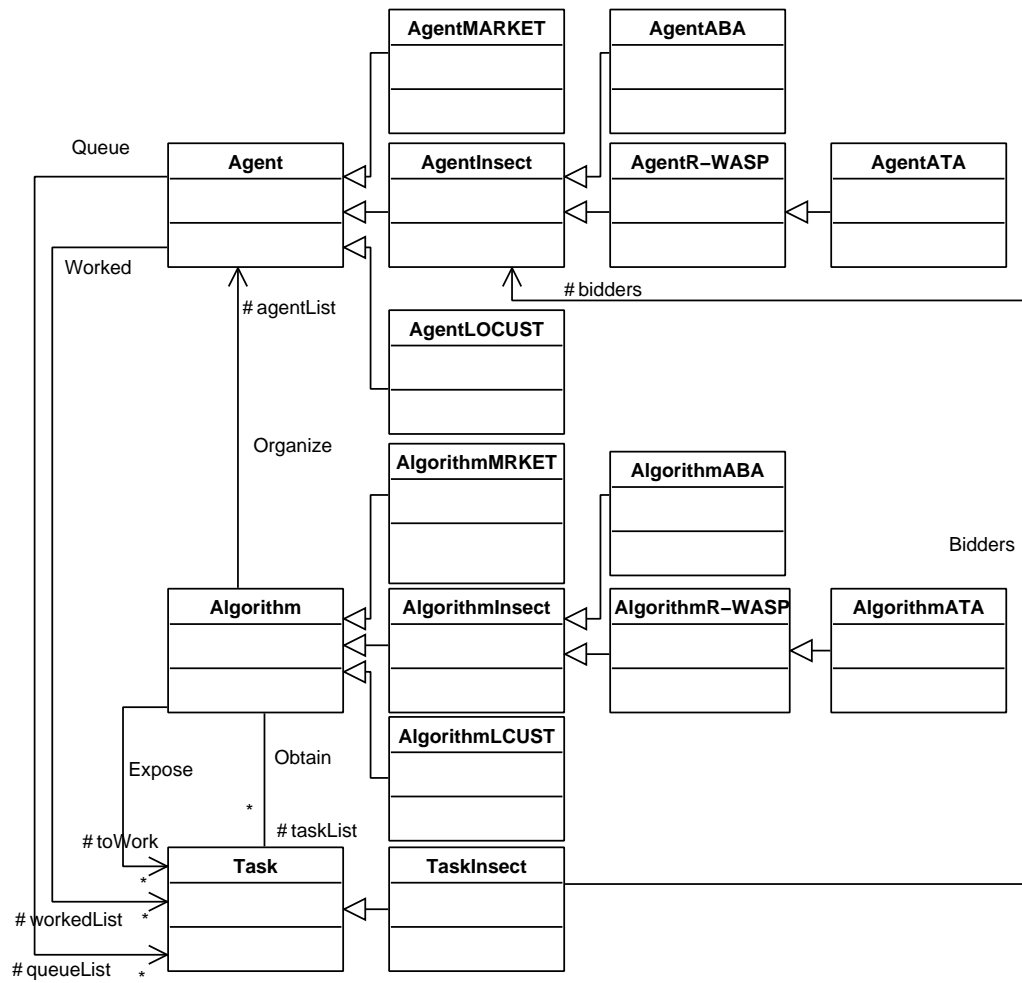 AgentMARKET
AgentABA
Queue
Agent
AgentInsect
AgentR−WASP
AgentATA
Worked
# agentList
# bidders
AgentLOCUST
Organize
AlgorithmMRKET
AlgorithmABA
Bidders
Algorithm
AlgorithmInsect
AlgorithmR−WASP
AlgorithmATA
AlgorithmLCUST
Expose
Obtain
*
# taskList
# toWork
Task
TaskInsect
*
# workedList
*
# queueList
*